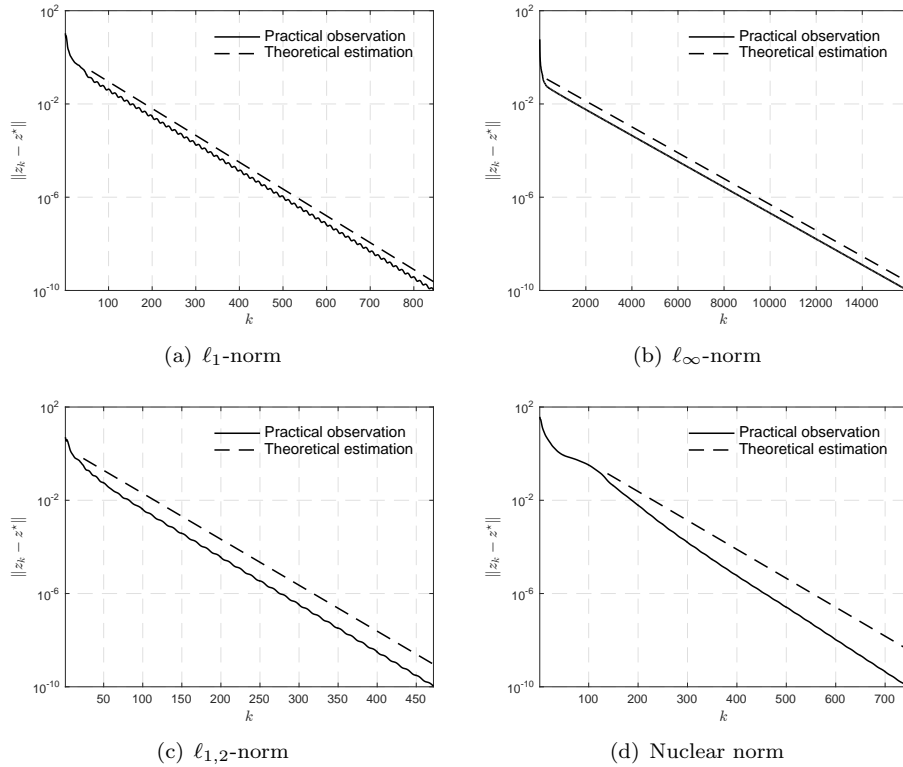 Practical observation
Theoretical estimation
10^2
10^-2
10^-6
10^-10
‖z_k − z^⋆‖
100 200 300 400 500 600 700 800
k
(a) ℓ_1-norm
Practical observation
Theoretical estimation
10^2
10^-2
10^-6
10^-10
‖z_k − z^⋆‖
2000 4000 6000 8000 10000 12000 14000
k
(b) ℓ_∞-norm
Practical observation
Theoretical estimation
10^2
10^-2
10^-6
10^-10
‖z_k − z^⋆‖
50 100 150 200 250 300 350 400 450
k
(c) ℓ_{1,2}-norm
Practical observation
Theoretical estimation
10^2
10^-2
10^-6
10^-10
‖z_k − z^⋆‖
100 200 300 400 500 600 700
k
(d) Nuclear norm